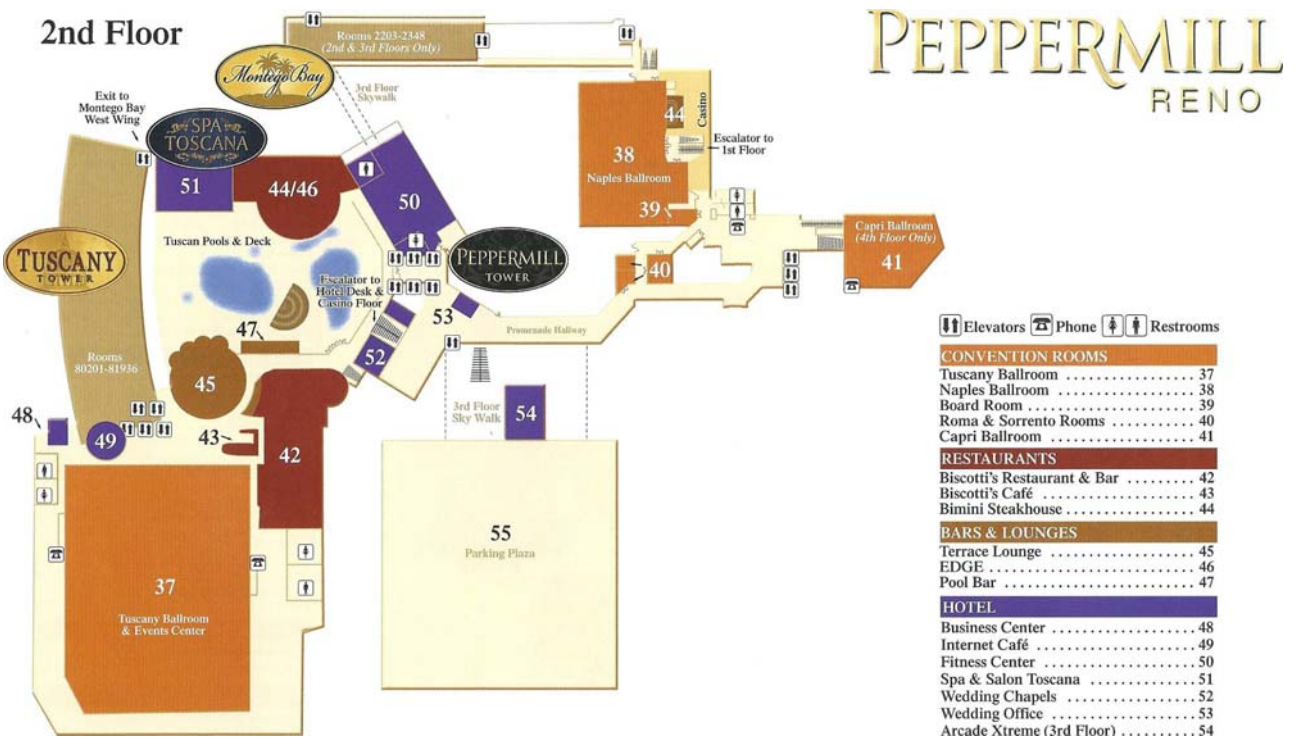 2nd Floor
PEPPERMILL
RENO
Rooms 2203-2348
(2nd & 3rd Floors Only)
Montego Bay
3rd Floor
Skywalk
Exit to
Montego Bay
West Wing
SPA
TOSCANA
51
44/46
50
44
Casino
Escalator to
1st Floor
38
Naples Ballroom
39
Tuscan Pools & Deck
TUSCANY
TOWER
PEPPERMILL
TOWER
Capri Ballroom
(4th Floor Only)
41
40
Escalator to
Hotel Desk &
Casino Floor
53
47
Promenade Hallway
52
Rooms
80201-81936
45
3rd Floor
Sky Walk
54
48
49
43
42
55
Parking Plaza
37
Tuscany Ballroom
& Events Center
Elevators Phone Restrooms
CONVENTION ROOMS
Tuscany Ballroom .................. 37
Naples Ballroom .................... 38
Board Room ........................ 39
Roma & Sorrento Rooms ............ 40
Capri Ballroom ..................... 41
RESTAURANTS
Biscotti's Restaurant & Bar ......... 42
Biscotti's Café ...................... 43
Bimini Steakhouse .................. 44
BARS & LOUNGES
Terrace Lounge .................... 45
EDGE .............................. 46
Pool Bar ............................ 47
HOTEL
Business Center .................... 48
Internet Café ....................... 49
Fitness Center ...................... 50
Spa & Salon Toscana ................ 51
Wedding Chapels ................... 52
Wedding Office ..................... 53
Arcade Xtreme (3rd Floor) .......... 54